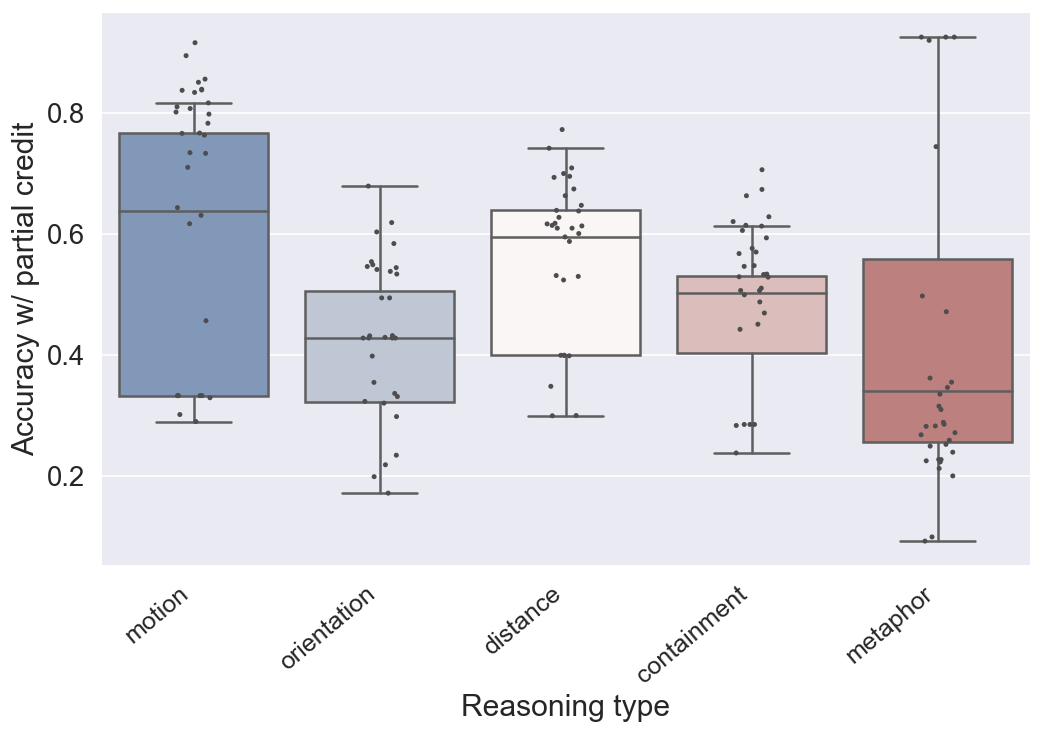 Accuracy w/ partial credit
0.8
0.6
0.4
0.2
motion
orientation
distance
containment
metaphor
Reasoning type